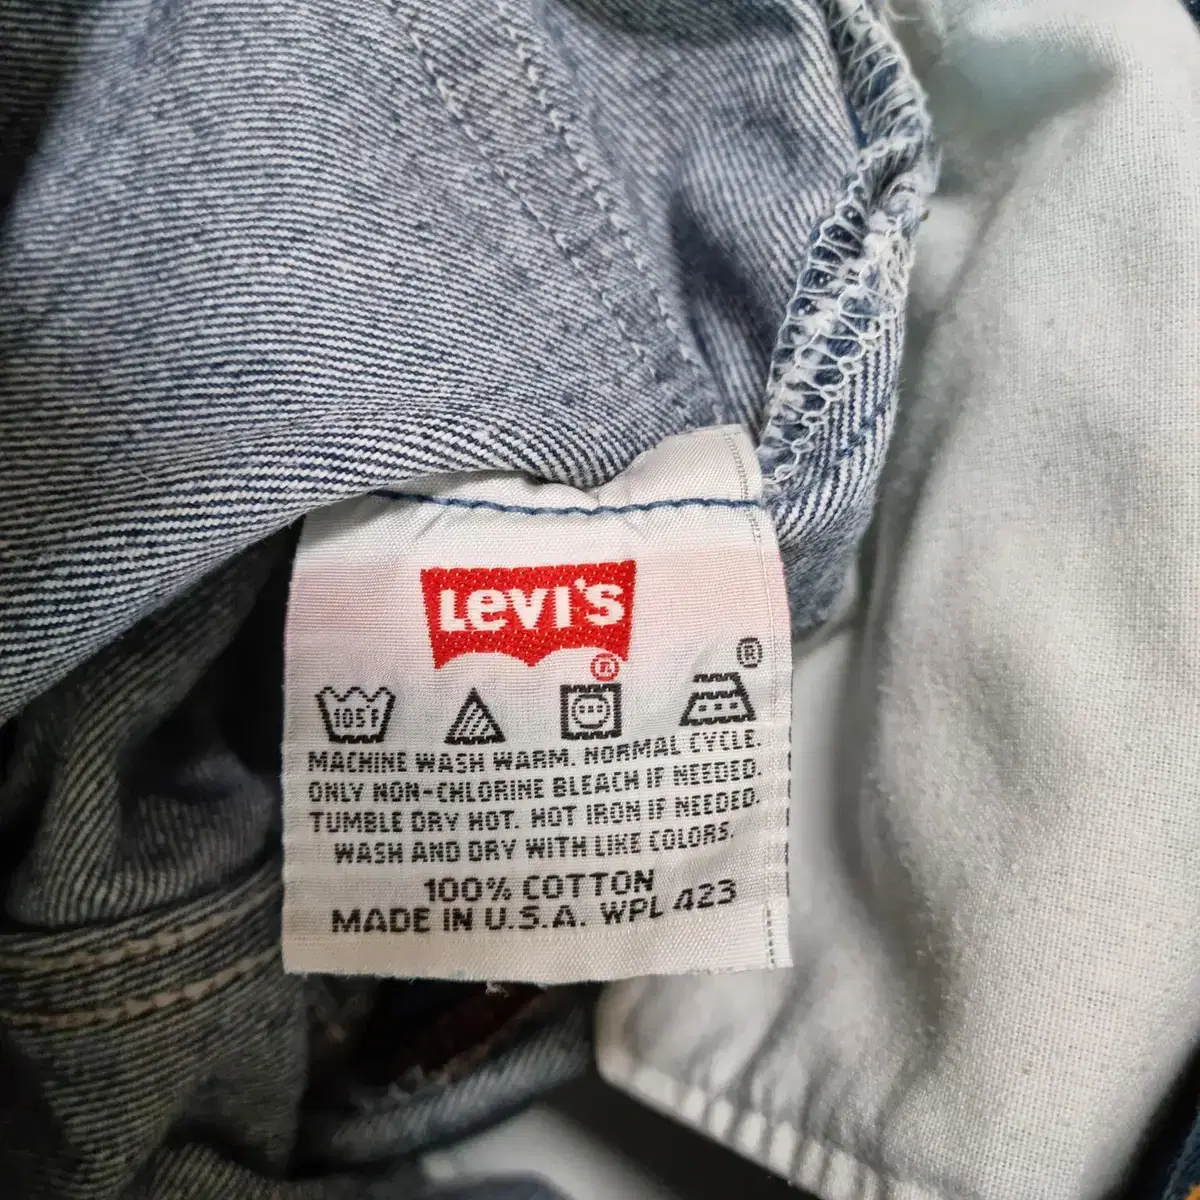 Levi's
®
®
105F
MACHINE WASH WARM. NORMAL CYCLE.
ONLY NON-CHLORINE BLEACH IF NEEDED.
TUMBLE DRY HOT. HOT IRON IF NEEDED.
WASH AND DRY WITH LIKE COLORS.
100% COTTON
MADE IN U.S.A. WPL 423